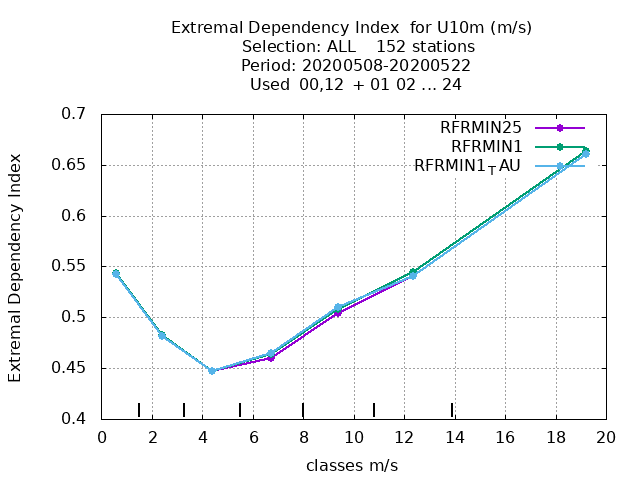 Extremal Dependency Index  for U10m (m/s)
Selection: ALL    152 stations
Period: 20200508-20200522
Used  00,12  + 01 02 ... 24
RFRMIN25
RFRMIN1
RFRMIN1TAU
Extremal Dependency Index
0.7
0.65
0.6
0.55
0.5
0.45
0.4
0 2 4 6 8 10 12 14 16 18 20
classes m/s